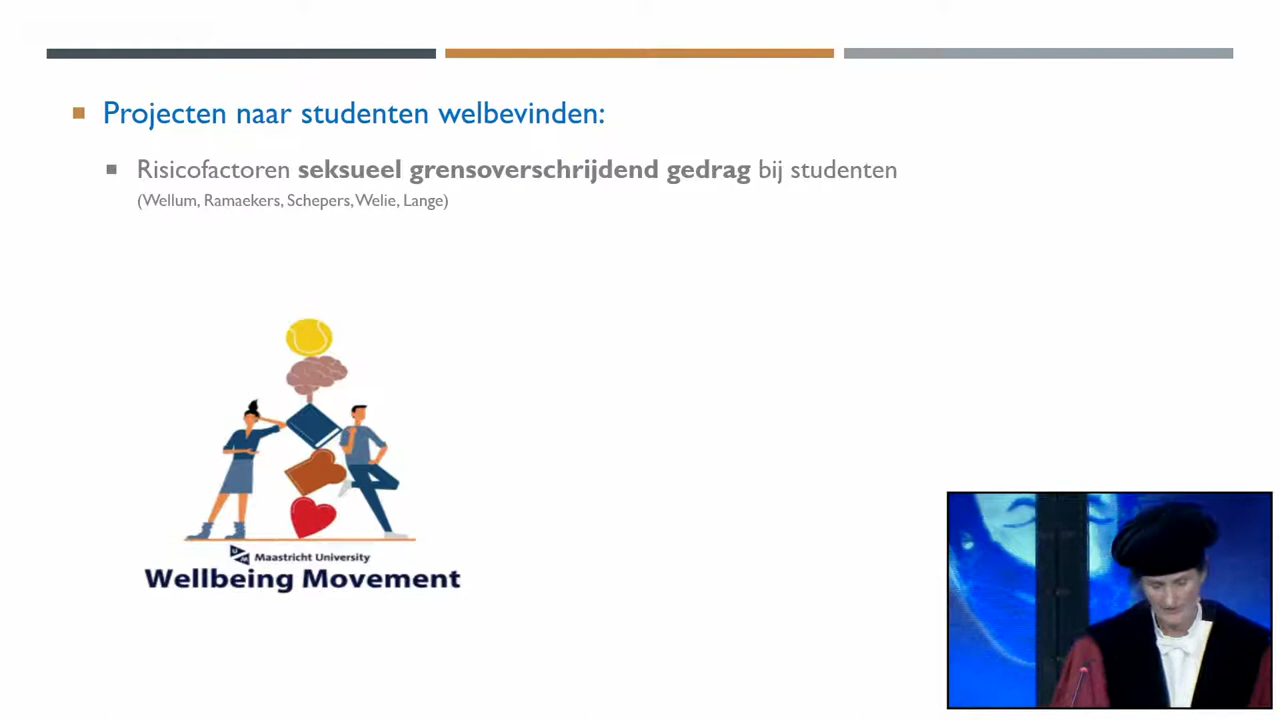 Projecten naar studenten welbevinden:
Risicofactoren seksueel grensoverschrijdend gedrag bij studenten
(Wellum, Ramaekers, Schepers, Welie, Lange)
Maastricht University
Wellbeing Movement